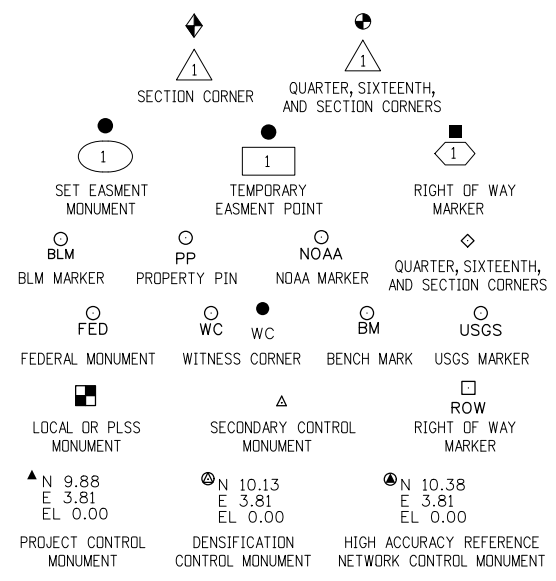 1
1
SECTION CORNER
QUARTER, SIXTEENTH,
AND SECTION CORNERS
1
1
1
SET EASMENT
MONUMENT
TEMPORARY
EASMENT POINT
RIGHT OF WAY
MARKER
BLM
PP
NOAA
BLM MARKER
PROPERTY PIN
NOAA MARKER
QUARTER, SIXTEENTH,
AND SECTION CORNERS
FED
WC
WC
BM
USGS
FEDERAL MONUMENT
WITNESS CORNER
BENCH MARK
USGS MARKER
ROW
LOCAL OR PLSS
MONUMENT
SECONDARY CONTROL
MONUMENT
RIGHT OF WAY
MARKER
N 9.88
E 3.81
EL 0.00
N 10.13
E 3.81
EL 0.00
N 10.38
E 3.81
EL 0.00
PROJECT CONTROL
MONUMENT
DENSIFICATION
CONTROL MONUMENT
HIGH ACCURACY REFERENCE
NETWORK CONTROL MONUMENT